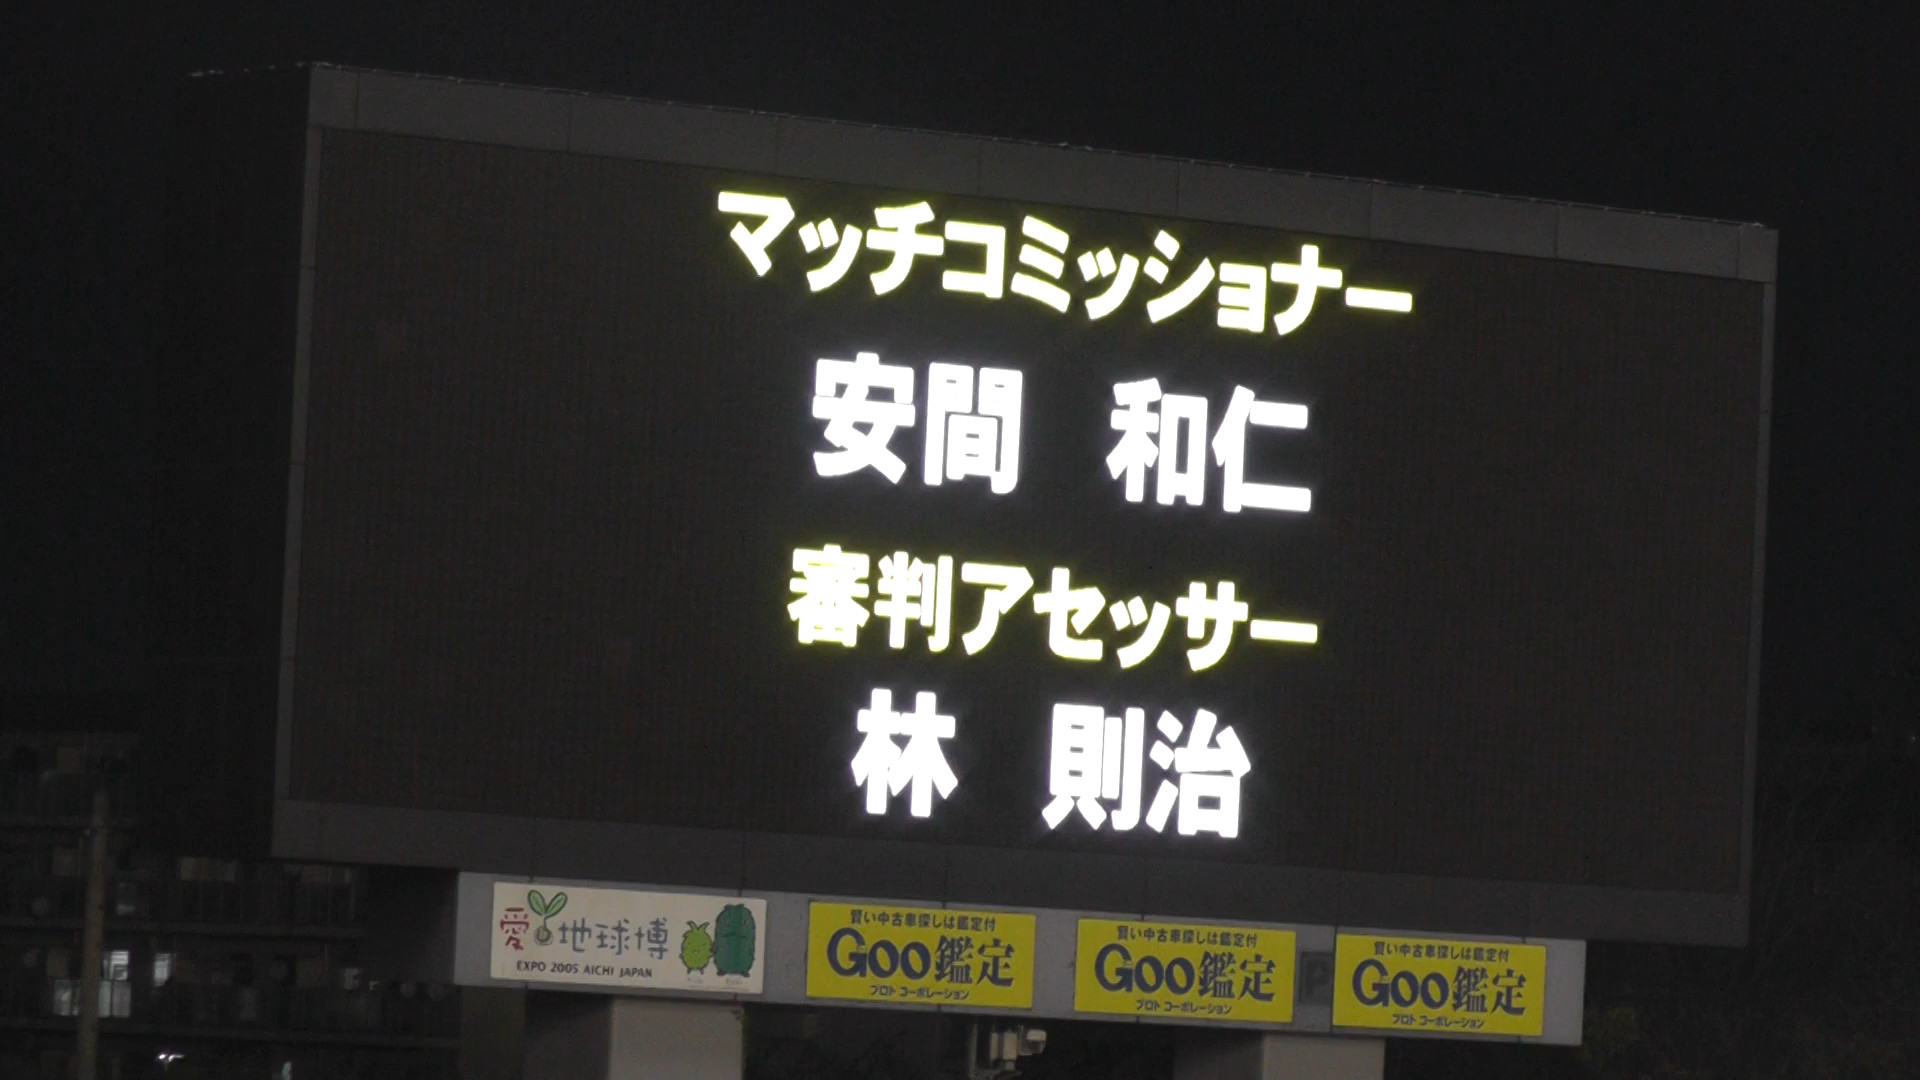 マッチコミッショナー
安間 和仁
審判アセッサー
林 則治
愛・地球博
EXPO 2005 AICHI JAPAN
賢い中古車探しは鑑定付
Goo鑑定
プロト コーポレーション
賢い中古車探しは鑑定付
Goo鑑定
プロト コーポレーション
P
賢い中古車探しは鑑定付
Goo鑑定
プロト コーポレーション